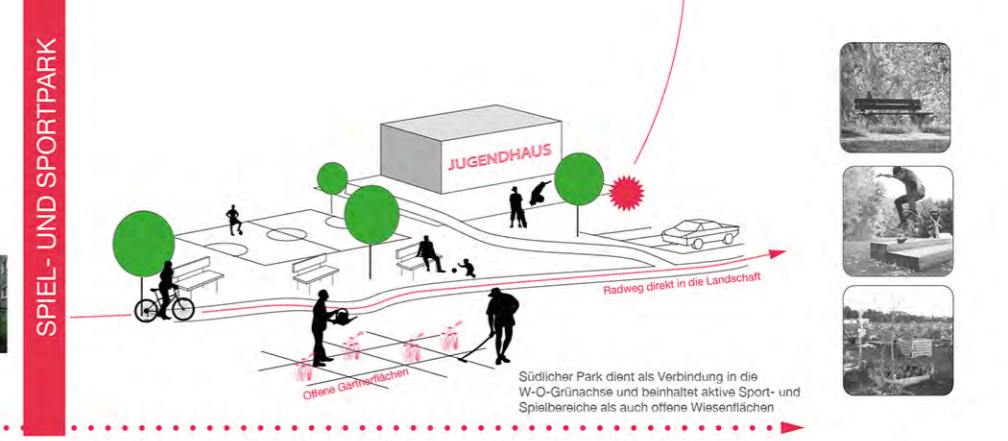 SPIEL- UND SPORTPARK
JUGENDHAUS
Radweg direkt in die Landschaft
Offene Gärtnerflächen
Südlicher Park dient als Verbindung in die
W-O-Grünachse und beinhaltet aktive Sport- und
Spielbereiche als auch offene Wiesenflächen